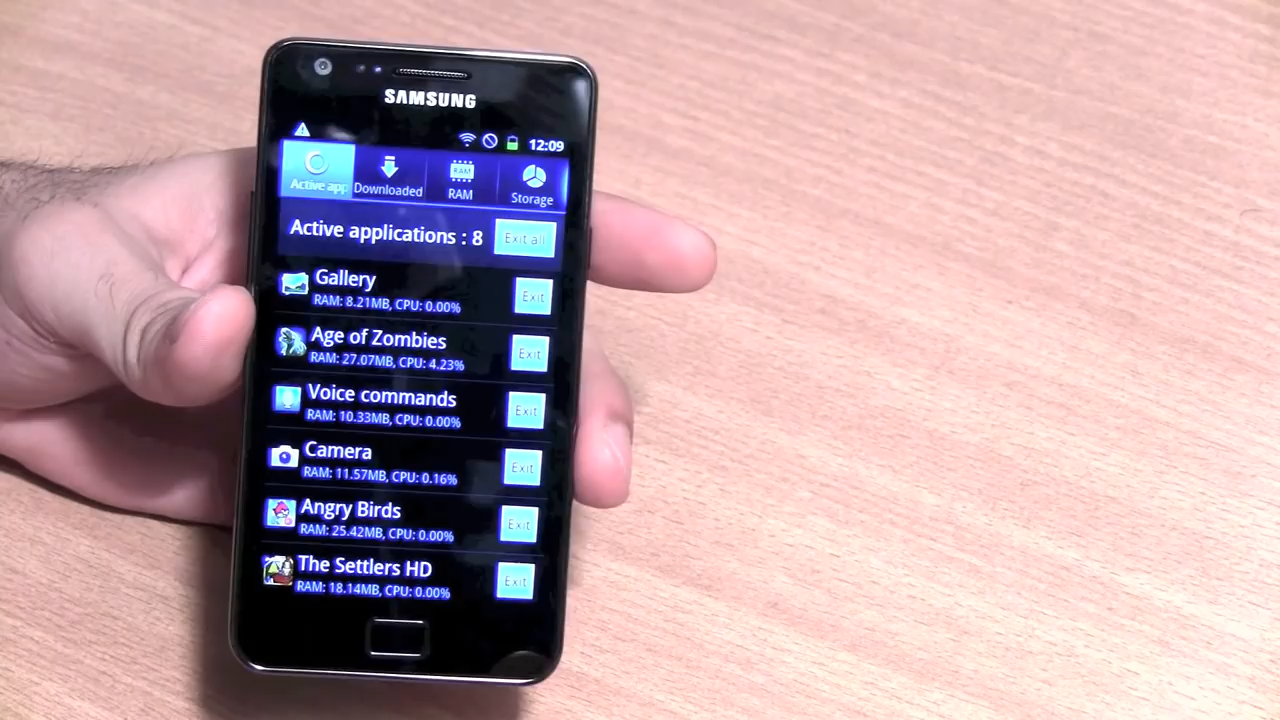 SAMSUNG
12:09
Active app
Downloaded
RAM
RAM
Storage
Active applications : 8
Exit all
Gallery
RAM: 8.21MB, CPU: 0.00%
Exit
Age of Zombies
RAM: 27.07MB, CPU: 4.23%
Exit
Voice commands
RAM: 10.33MB, CPU: 0.00%
Exit
Camera
RAM: 11.57MB, CPU: 0.16%
Exit
Angry Birds
RAM: 25.42MB, CPU: 0.00%
Exit
The Settlers HD
RAM: 18.14MB, CPU: 0.00%
Exit